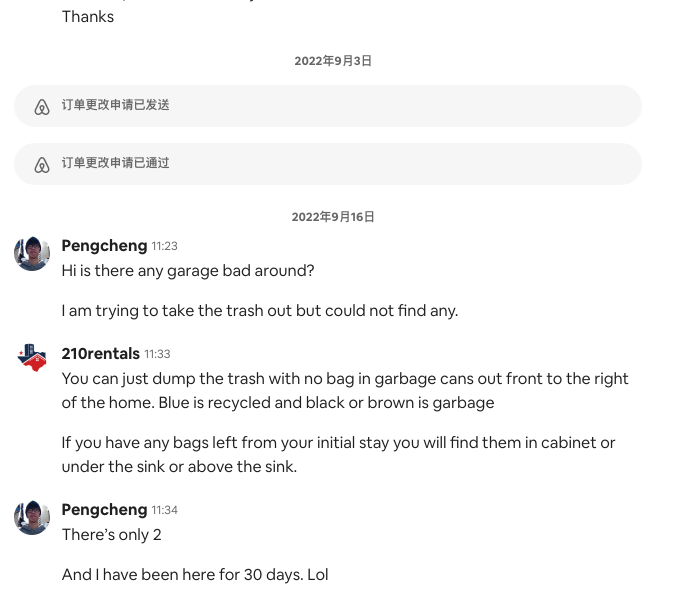 Thanks
2022年9月3日
订单更改申请已发送
订单更改申请已通过
2022年9月16日
Pengcheng 11:23
Hi is there any garage bad around?
I am trying to take the trash out but could not find any.
210rentals 11:33
You can just dump the trash with no bag in garbage cans out front to the right
of the home. Blue is recycled and black or brown is garbage
If you have any bags left from your initial stay you will find them in cabinet or
under the sink or above the sink.
Pengcheng 11:34
There’s only 2
And I have been here for 30 days. Lol